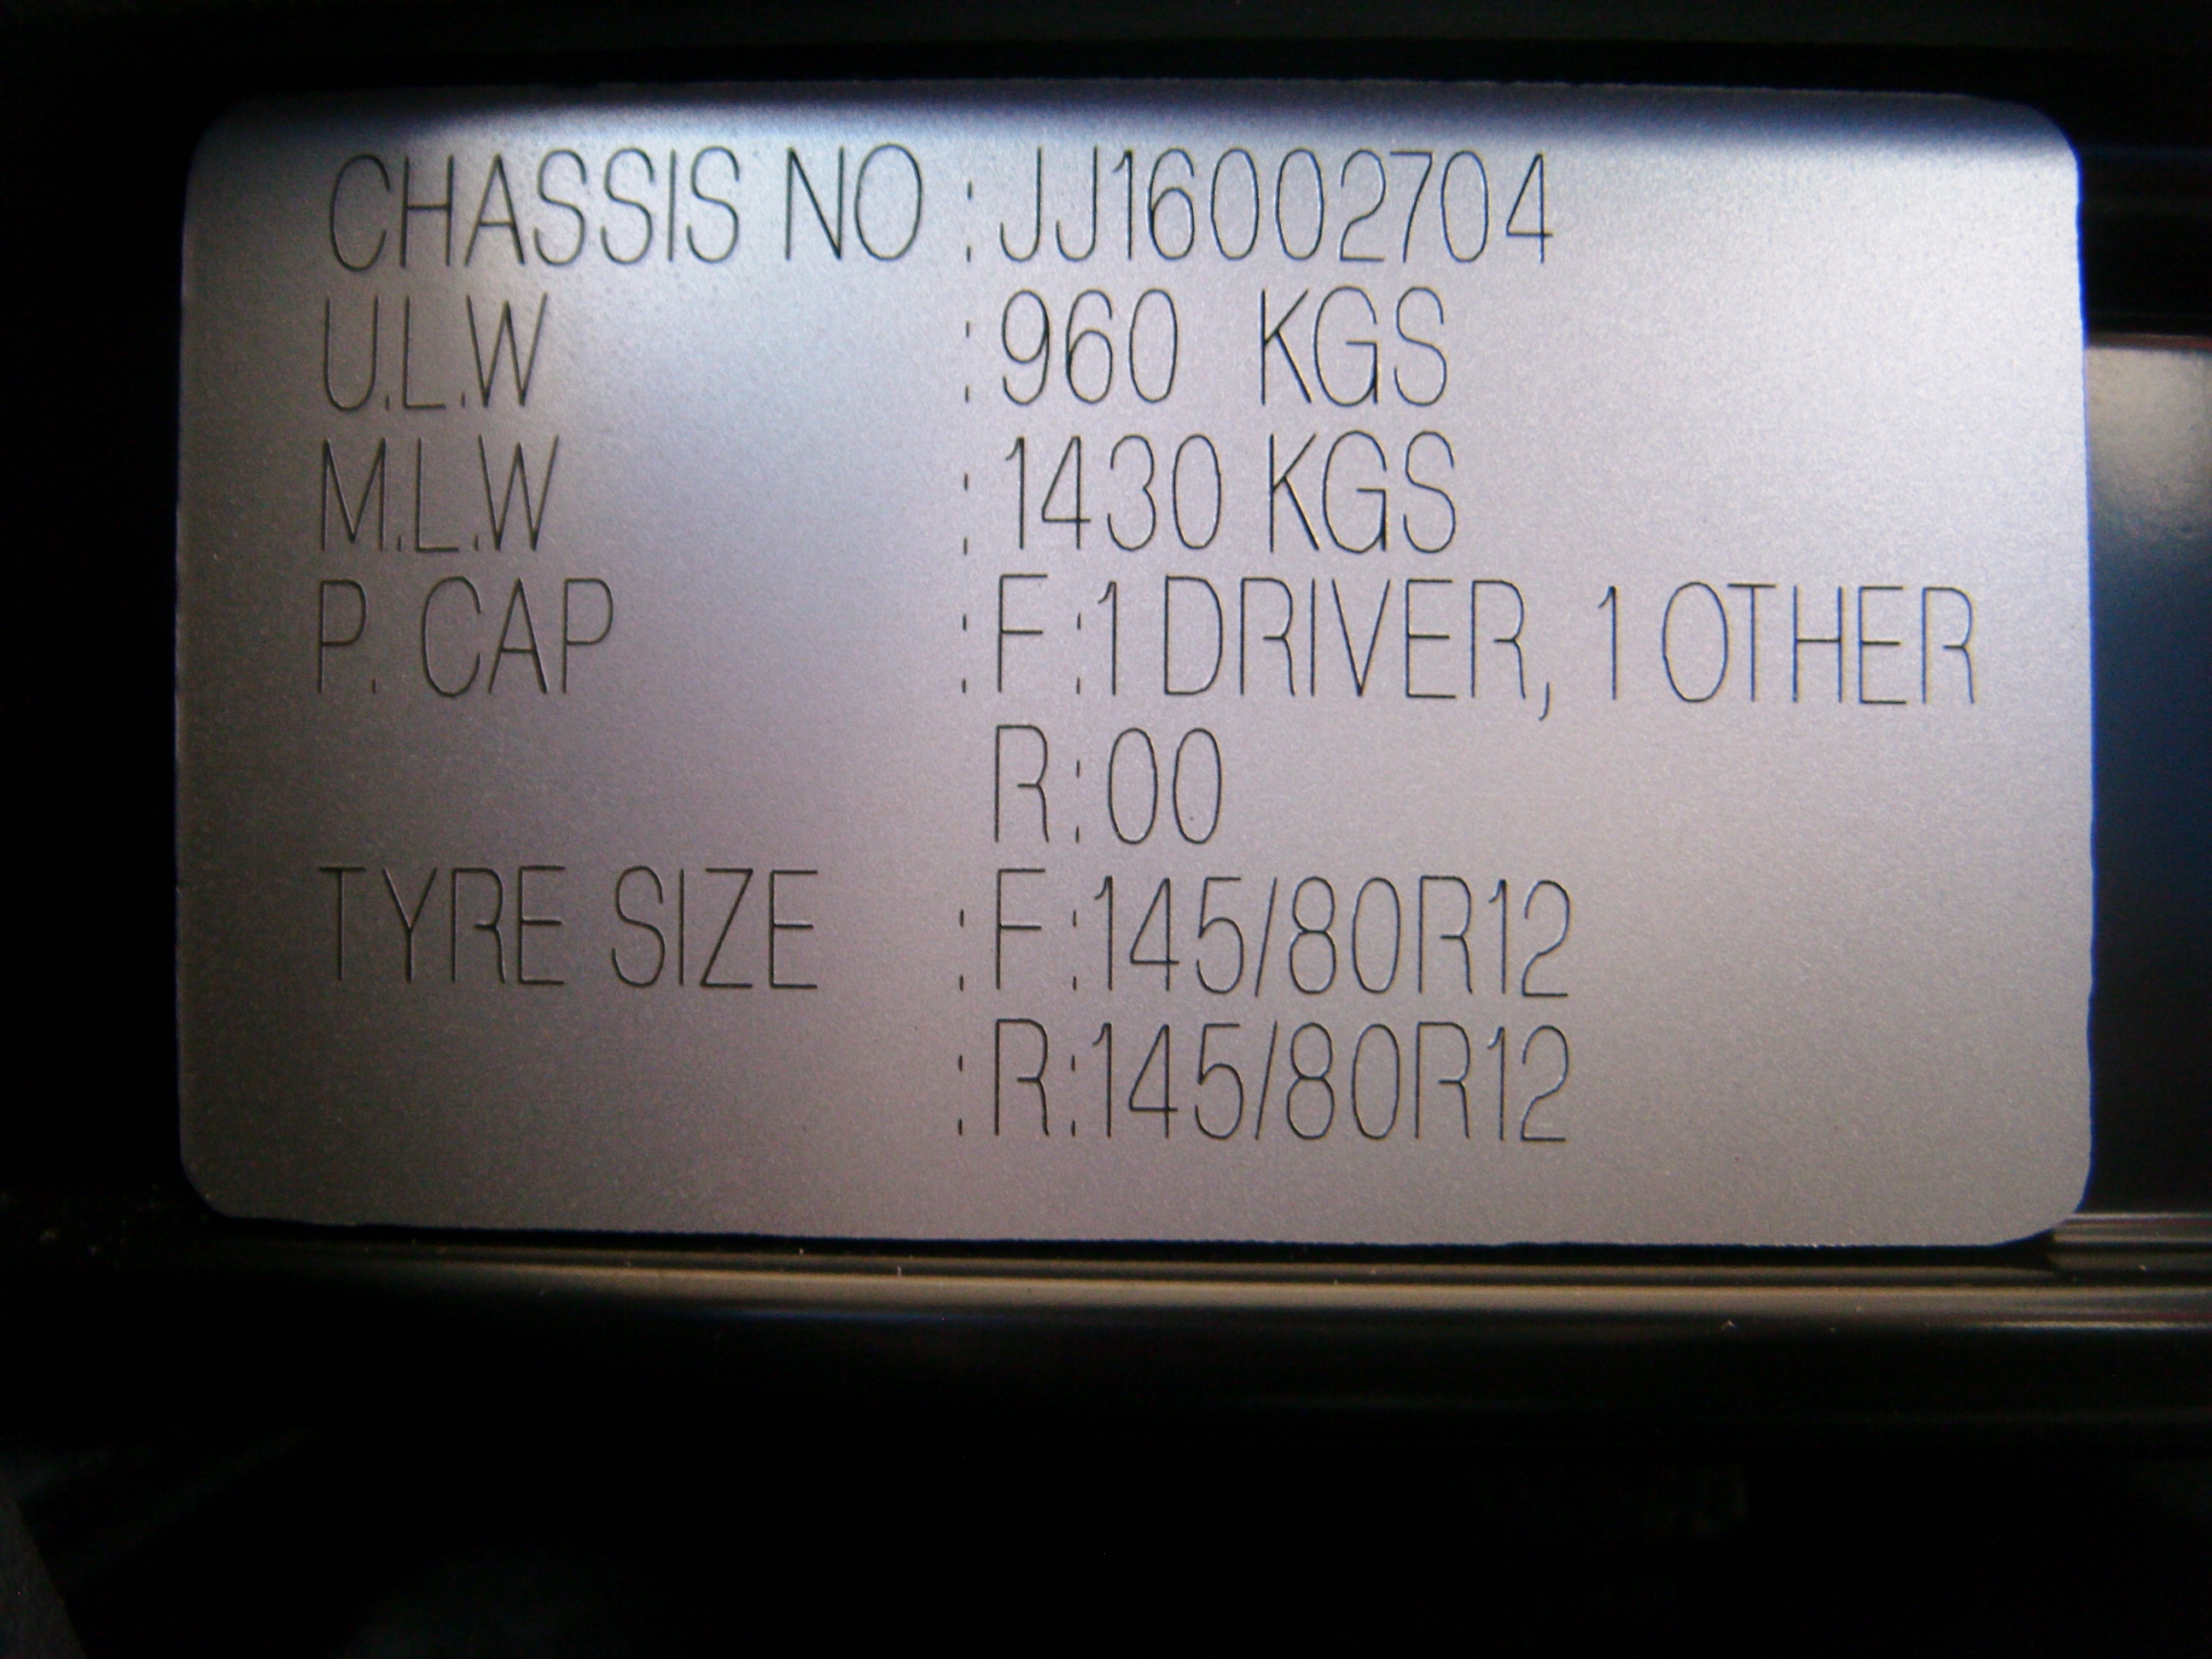 CHASSIS NO : JJ16002704
U.L.W : 960 KGS
M.L.W : 1430 KGS
P. CAP : F :1 DRIVER, 1 OTHER
R : 00
TYRE SIZE : F :145/80R12
: R :145/80R12